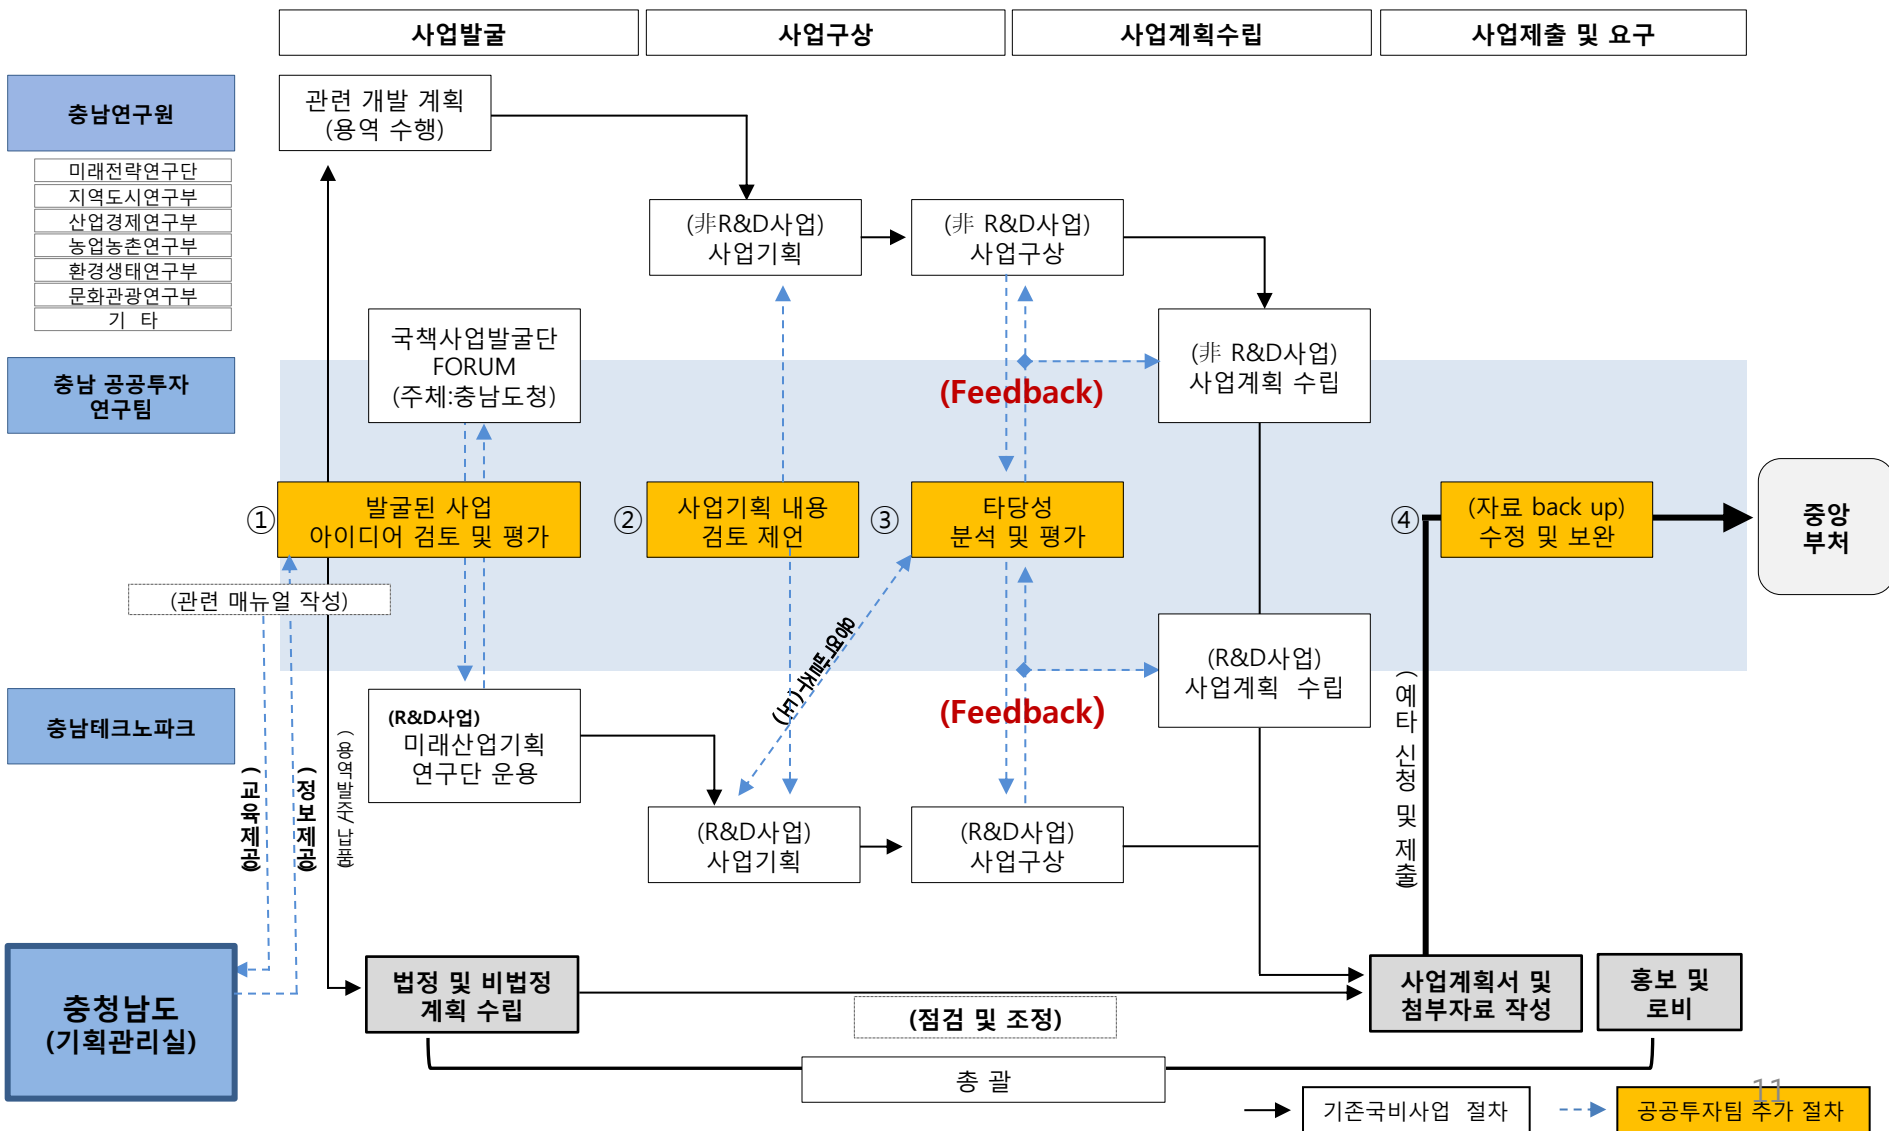 사업발굴
사업구상
사업계획수립
사업제출 및 요구
충남연구원
미래전략연구단
지역도시연구부
산업경제연구부
농업농촌연구부
환경생태연구부
문화관광연구부
기 타
관련 개발 계획
(용역 수행)
(非R&D사업)
사업기획
(非 R&D사업)
사업구상
국책사업발굴단
FORUM
(주체:충남도청)
(非 R&D사업)
사업계획 수립
(Feedback)
충남 공공투자
연구팀
①
발굴된 사업
아이디어 검토 및 평가
②
사업기획 내용
검토 제언
③
타당성
분석 및 평가
④
(자료 back up)
수정 및 보완
중앙
부처
(관련 매뉴얼 작성)
(R&D사업)
사업계획 수립
(Feedback)
충남테크노파크
(R&D사업)
미래산업기획
연구단 운용
(교육제공)
(정보제공)
(용역발주/납품)
(예타 신청 및 제출)
(R&D사업)
사업기획
(R&D사업)
사업구상
충청남도
(기획관리실)
법정 및 비법정
계획 수립
(점검 및 조정)
사업계획서 및
첨부자료 작성
홍보 및
로비
총 괄
기존국비사업 절차
공공투자팀 추가 절차
11